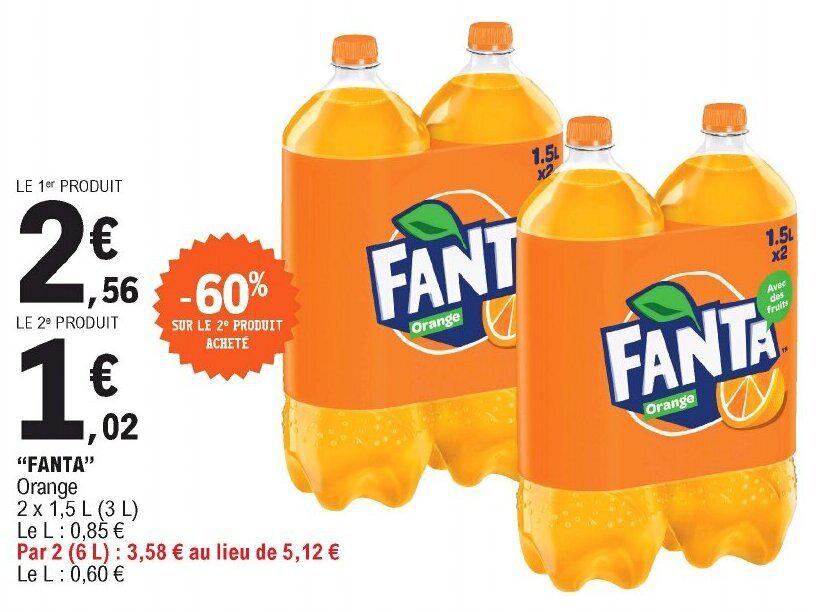 LE 1er PRODUIT
2€,56
LE 2e PRODUIT
1€,02
-60%
SUR LE 2e PRODUIT
ACHETÉ
"FANTA"
Orange
2 x 1,5 L (3 L)
Le L : 0,85 €
Par 2 (6 L) : 3,58 € au lieu de 5,12 €
Le L : 0,60 €
1.5L
x2
FANT
Orange
1.5L
x2
Avec
des
fruits
FANTA™
Orange